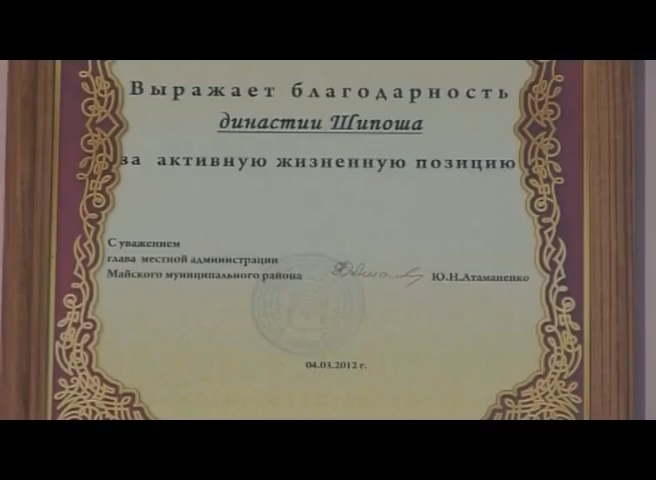 Выражает благодарность
династии Шипоша
за активную жизненную позицию
С уважением
глава местной администрации
Майского муниципального района Ю.Н.Атаманенко
04.03.2012 г.